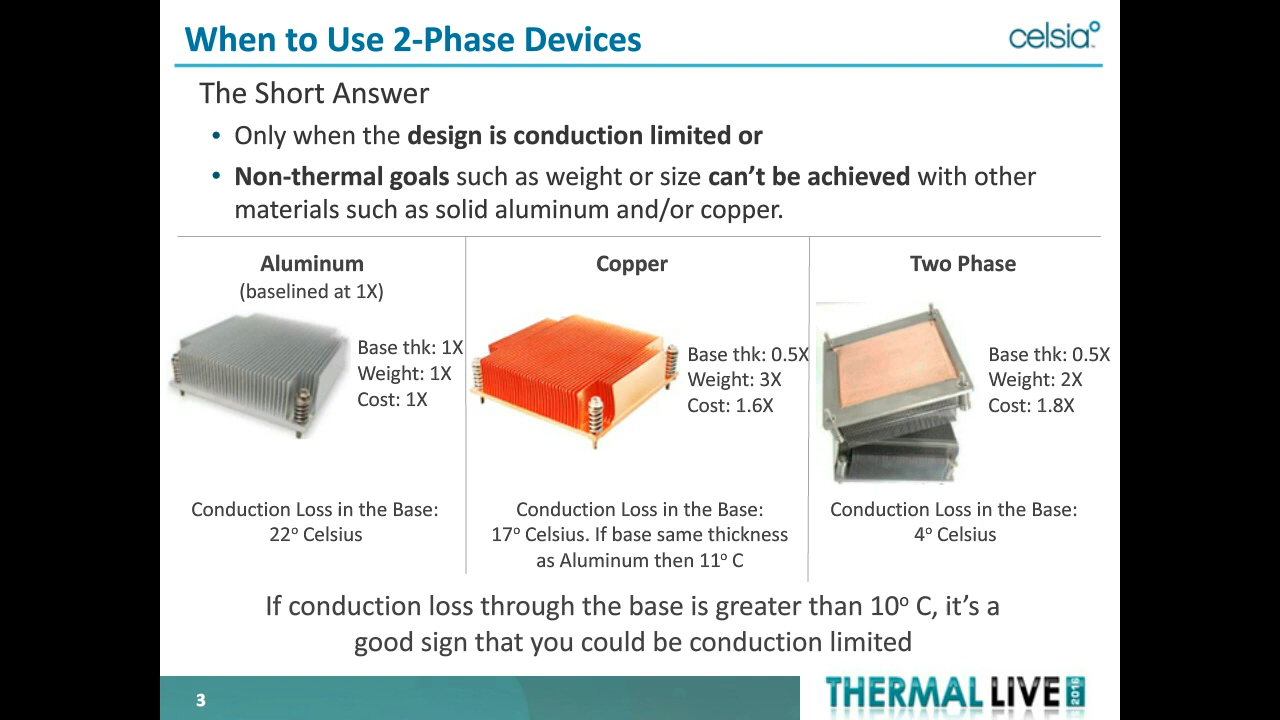 When to Use 2-Phase Devices
celsia
The Short Answer
• Only when the design is conduction limited or
• Non-thermal goals such as weight or size can't be achieved with other
materials such as solid aluminum and/or copper.
Aluminum
(baselined at 1X)
Base thk: 1X
Weight: 1X
Cost: 1X
Conduction Loss in the Base:
22° Celsius
Copper
Base thk: 0.5X
Weight: 3X
Cost: 1.6X
Conduction Loss in the Base:
17° Celsius. If base same thickness
as Aluminum then 11° C
Two Phase
Base thk: 0.5X
Weight: 2X
Cost: 1.8X
Conduction Loss in the Base:
4° Celsius
If conduction loss through the base is greater than 10° C, it's a
good sign that you could be conduction limited
3
THERMAL LIVE 2016